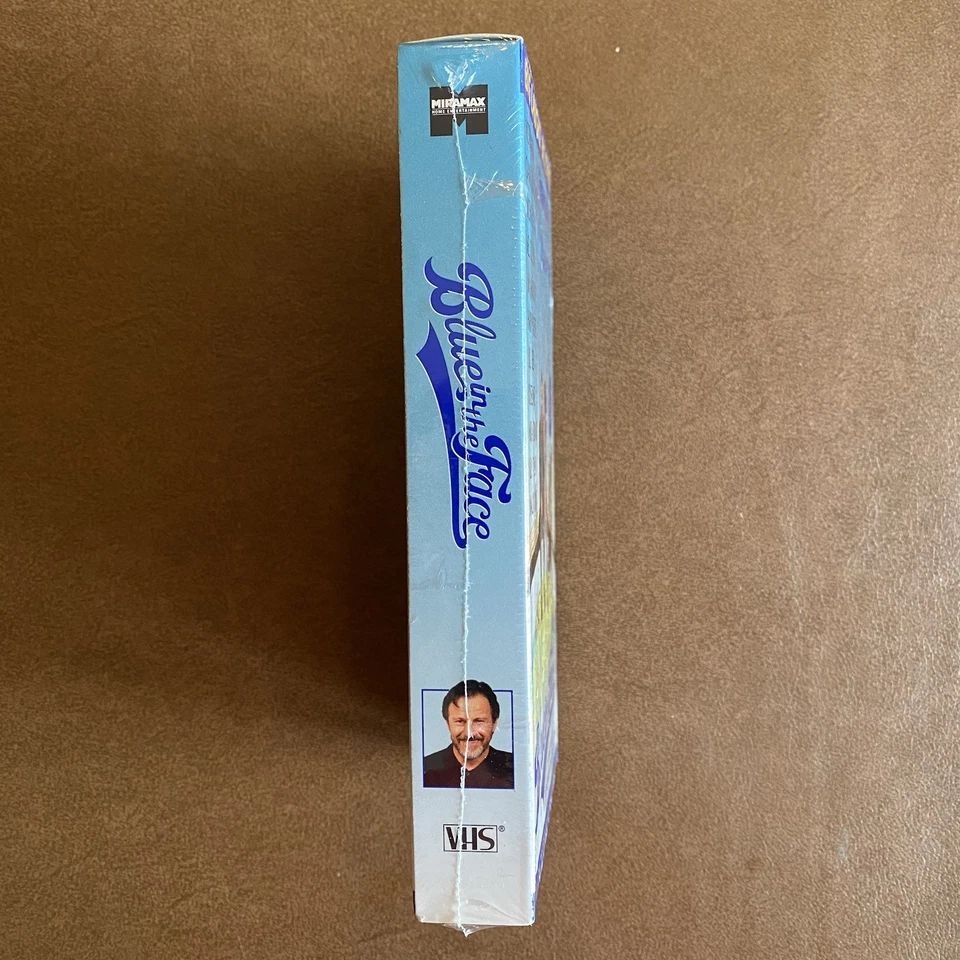 MIRAMAX
HOME ENTERTAINMENT
Blue in the Face
VHS®